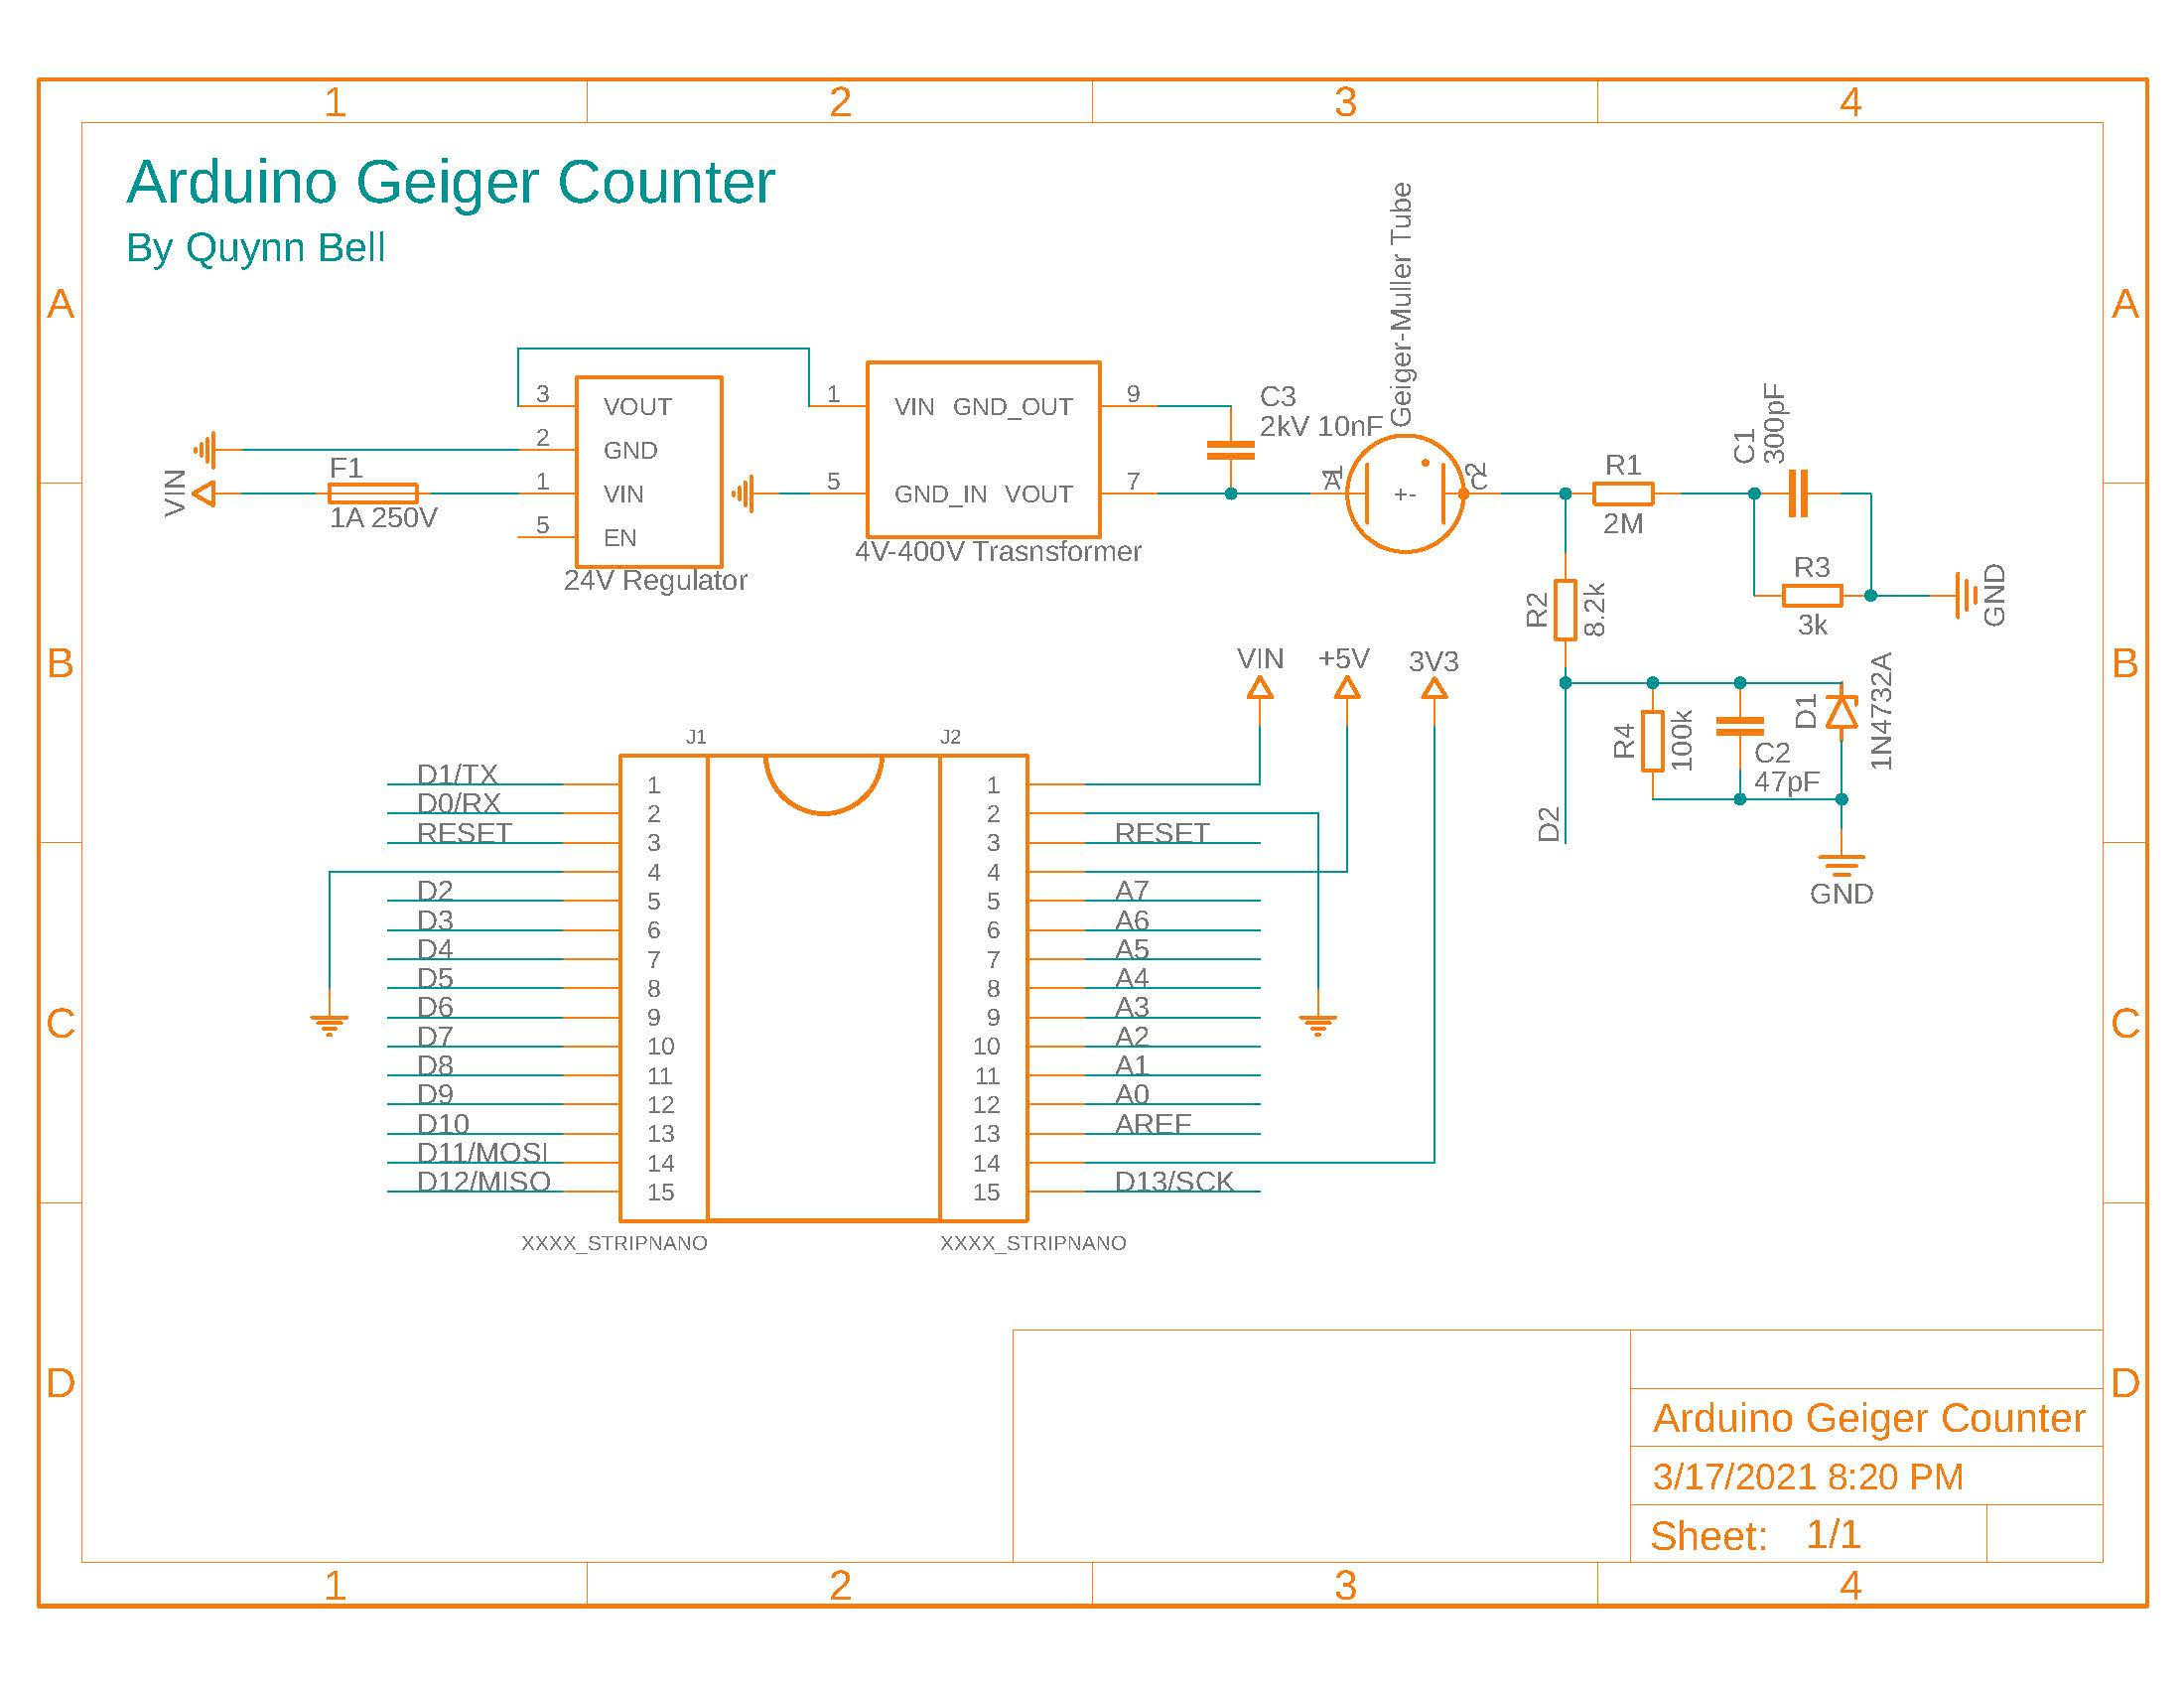 1 2 3 4
Arduino Geiger Counter
By Quynn Bell
A A
Geiger-Muller Tube
3 VOUT
2 GND
1 VIN
5 EN
24V Regulator
VIN
F1
1A 250V
1 VIN GND_OUT 9
5 GND_IN VOUT 7
4V-400V Trasnsformer
C3
2kV 10nF
A 1
+-
2 C
R1
2M
C1
300pF
R3
3k
GND
R2
8.2k
B B
R4
100k
C2
47pF
D1
1N4732A
D2
GND
VIN +5V 3V3
J1 J2
D1/TX 1 1
D0/RX 2 2
RESET 3 3 RESET
4 4
D2 5 5 A7
D3 6 6 A6
D4 7 7 A5
D5 8 8 A4
D6 9 9 A3
D7 10 10 A2
D8 11 11 A1
D9 12 12 A0
D10 13 13 AREF
D11/MOSI 14 14
D12/MISO 15 15 D13/SCK
XXXX_STRIPNANO XXXX_STRIPNANO
C C
D D
Arduino Geiger Counter
3/17/2021 8:20 PM
Sheet: 1/1
1 2 3 4